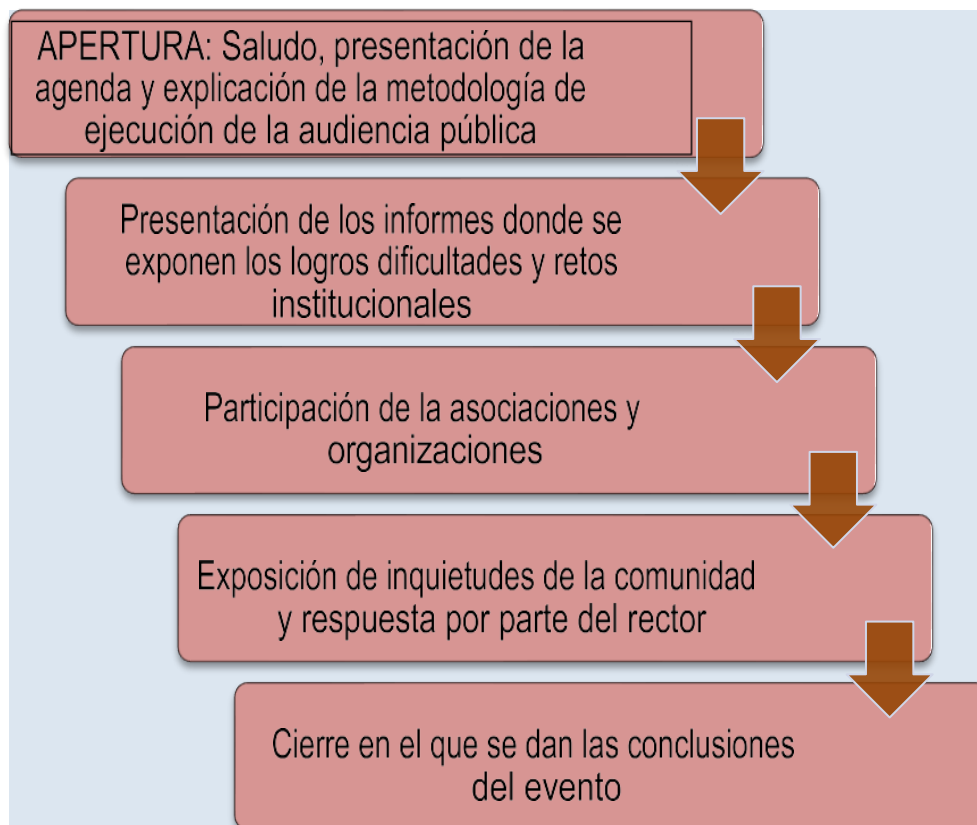 APERTURA: Saludo, presentación de la
agenda y explicación de la metodología de
ejecución de la audiencia pública
Presentación de los informes donde se
exponen los logros dificultades y retos
institucionales
Participación de la asociaciones y
organizaciones
Exposición de inquietudes de la comunidad
y respuesta por parte del rector
Cierre en el que se dan las conclusiones
del evento